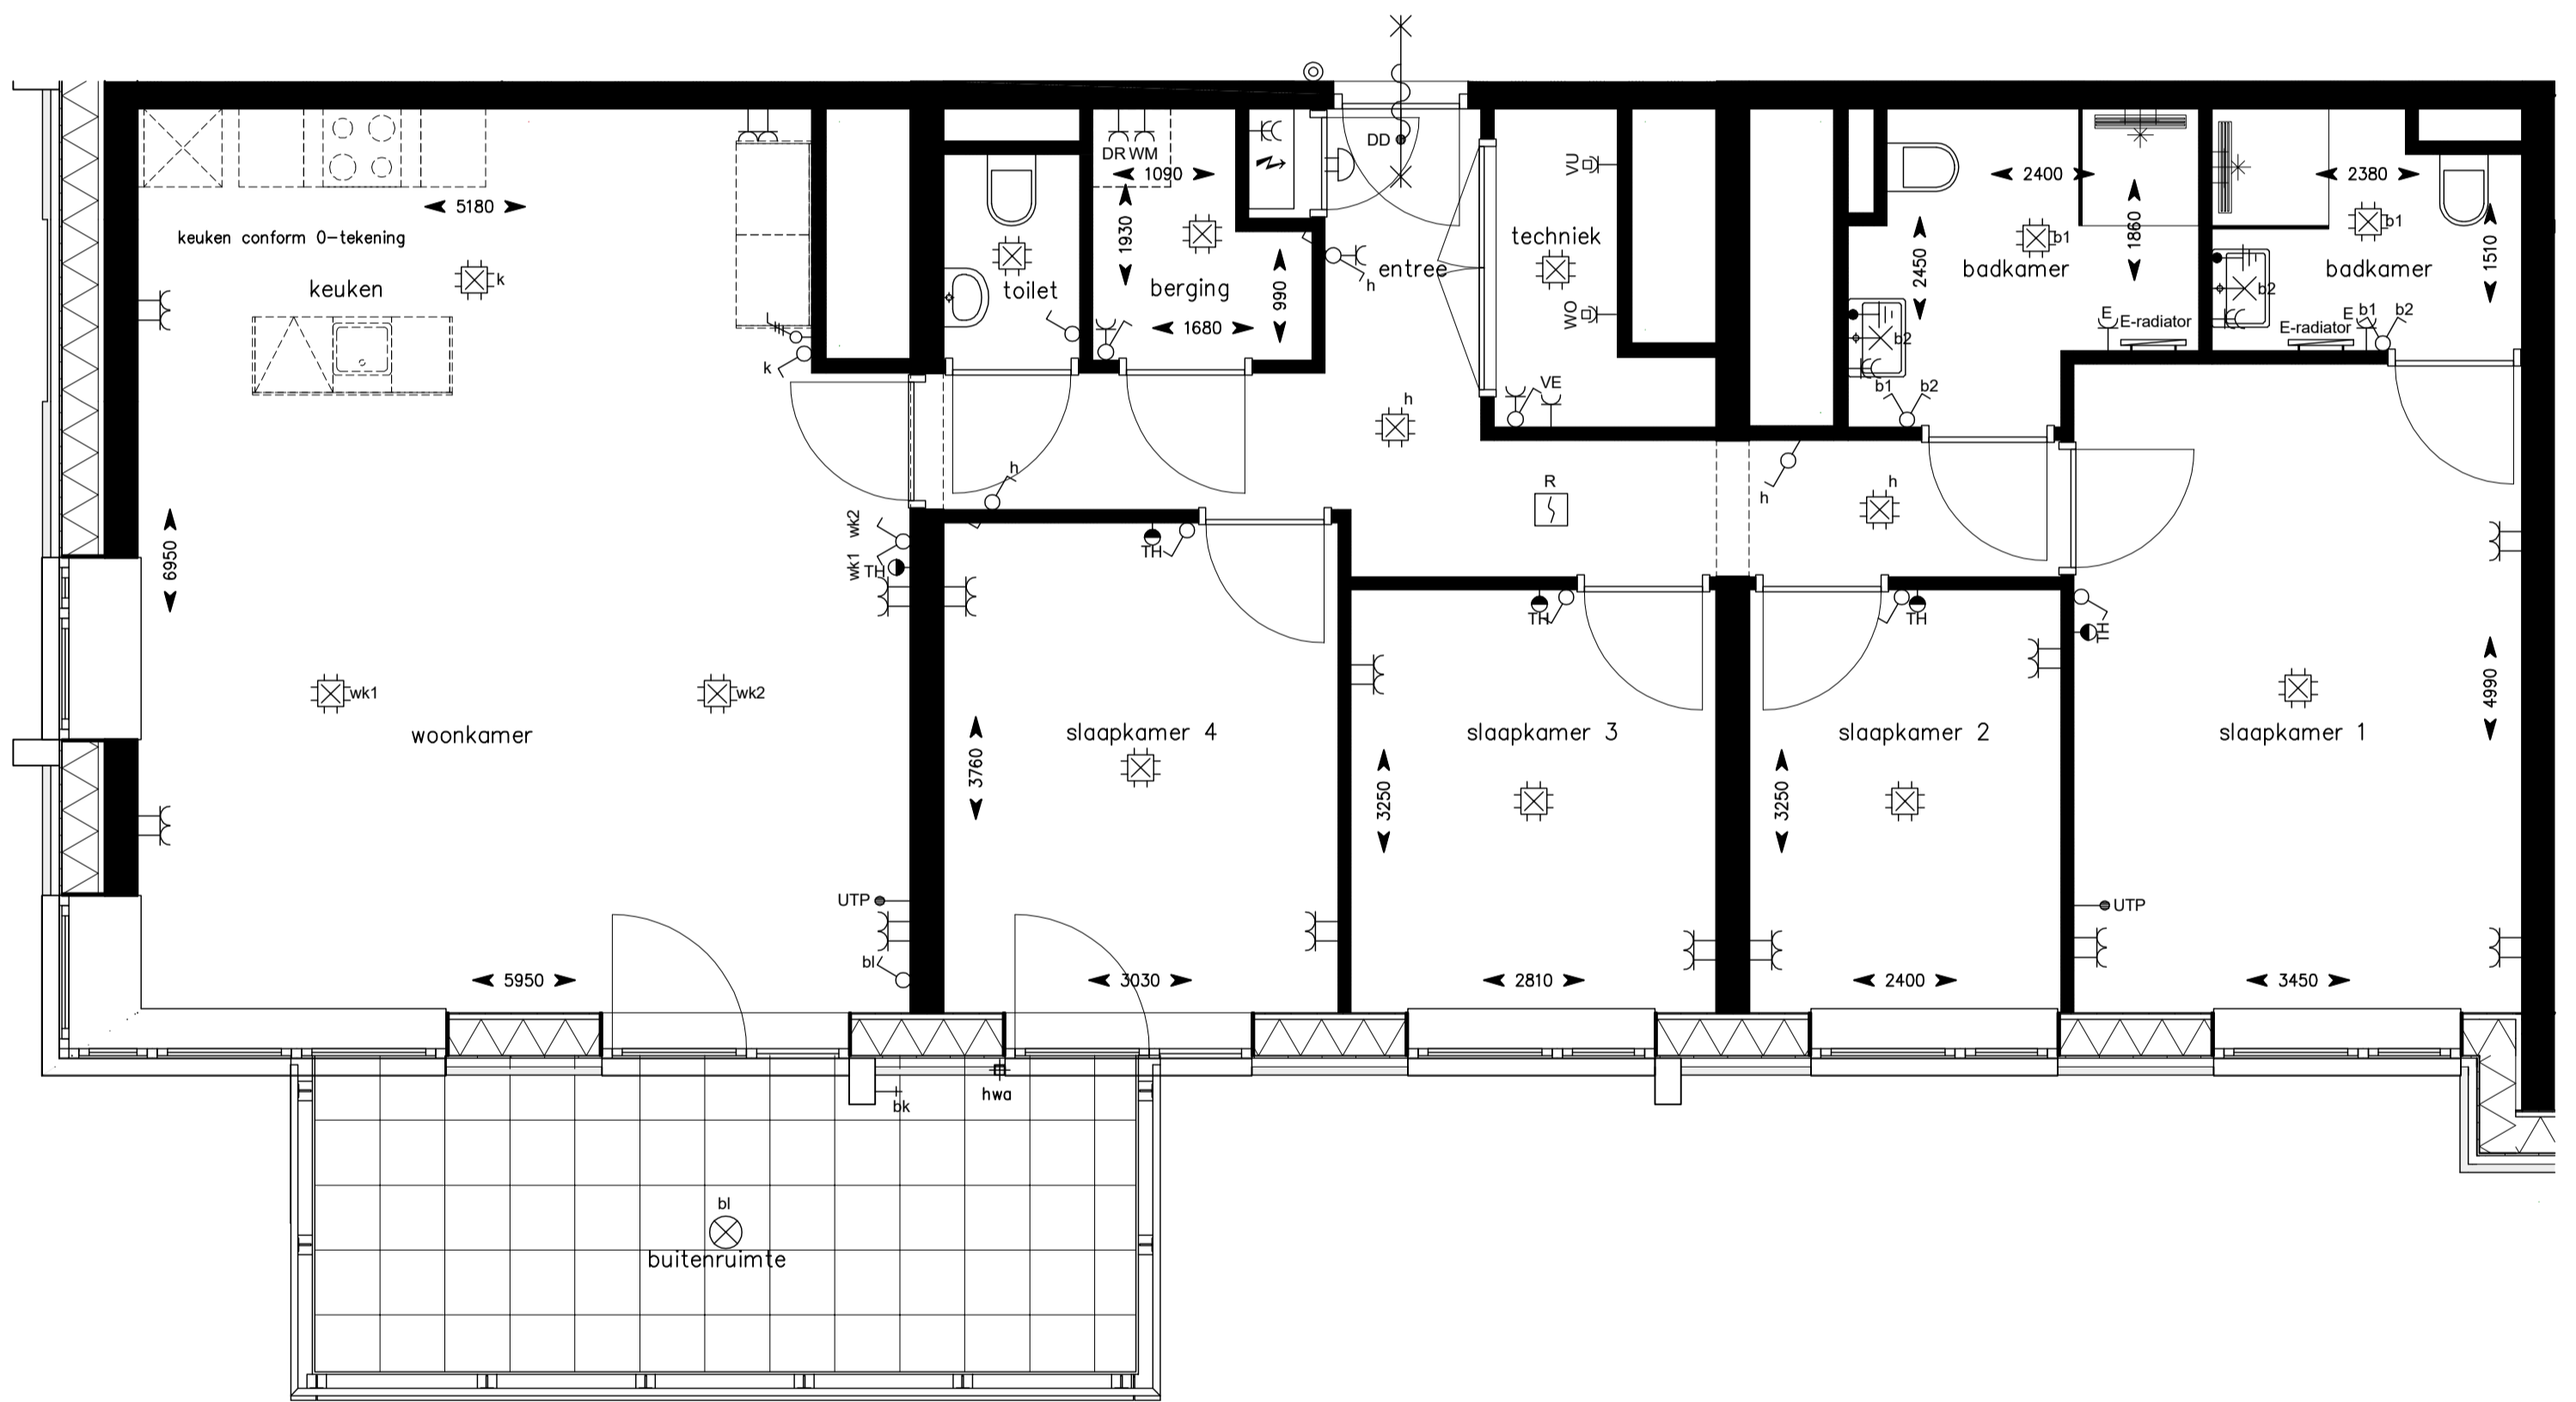 DD
DR WM
1090
VU
2400
2380
5180
1930
1860
1510
b1
b1
keuken conform 0-tekening
techniek
entree
2450
badkamer
badkamer
k
keuken
toilet
berging
990
h
WO
b2
b2
1680
E
E-radiator
E-radiator
E
b1
b2
k
VE
b1
b2
h
h
R
h
h
wk2
wk1
TH
6950
TH
TH
TH
TH
wk1
wk2
woonkamer
slaapkamer 4
slaapkamer 3
slaapkamer 2
slaapkamer 1
4990
3760
3250
3250
UTP
UTP
bl
5950
3030
2810
2400
3450
bk
hwa
bl
buitenruimte